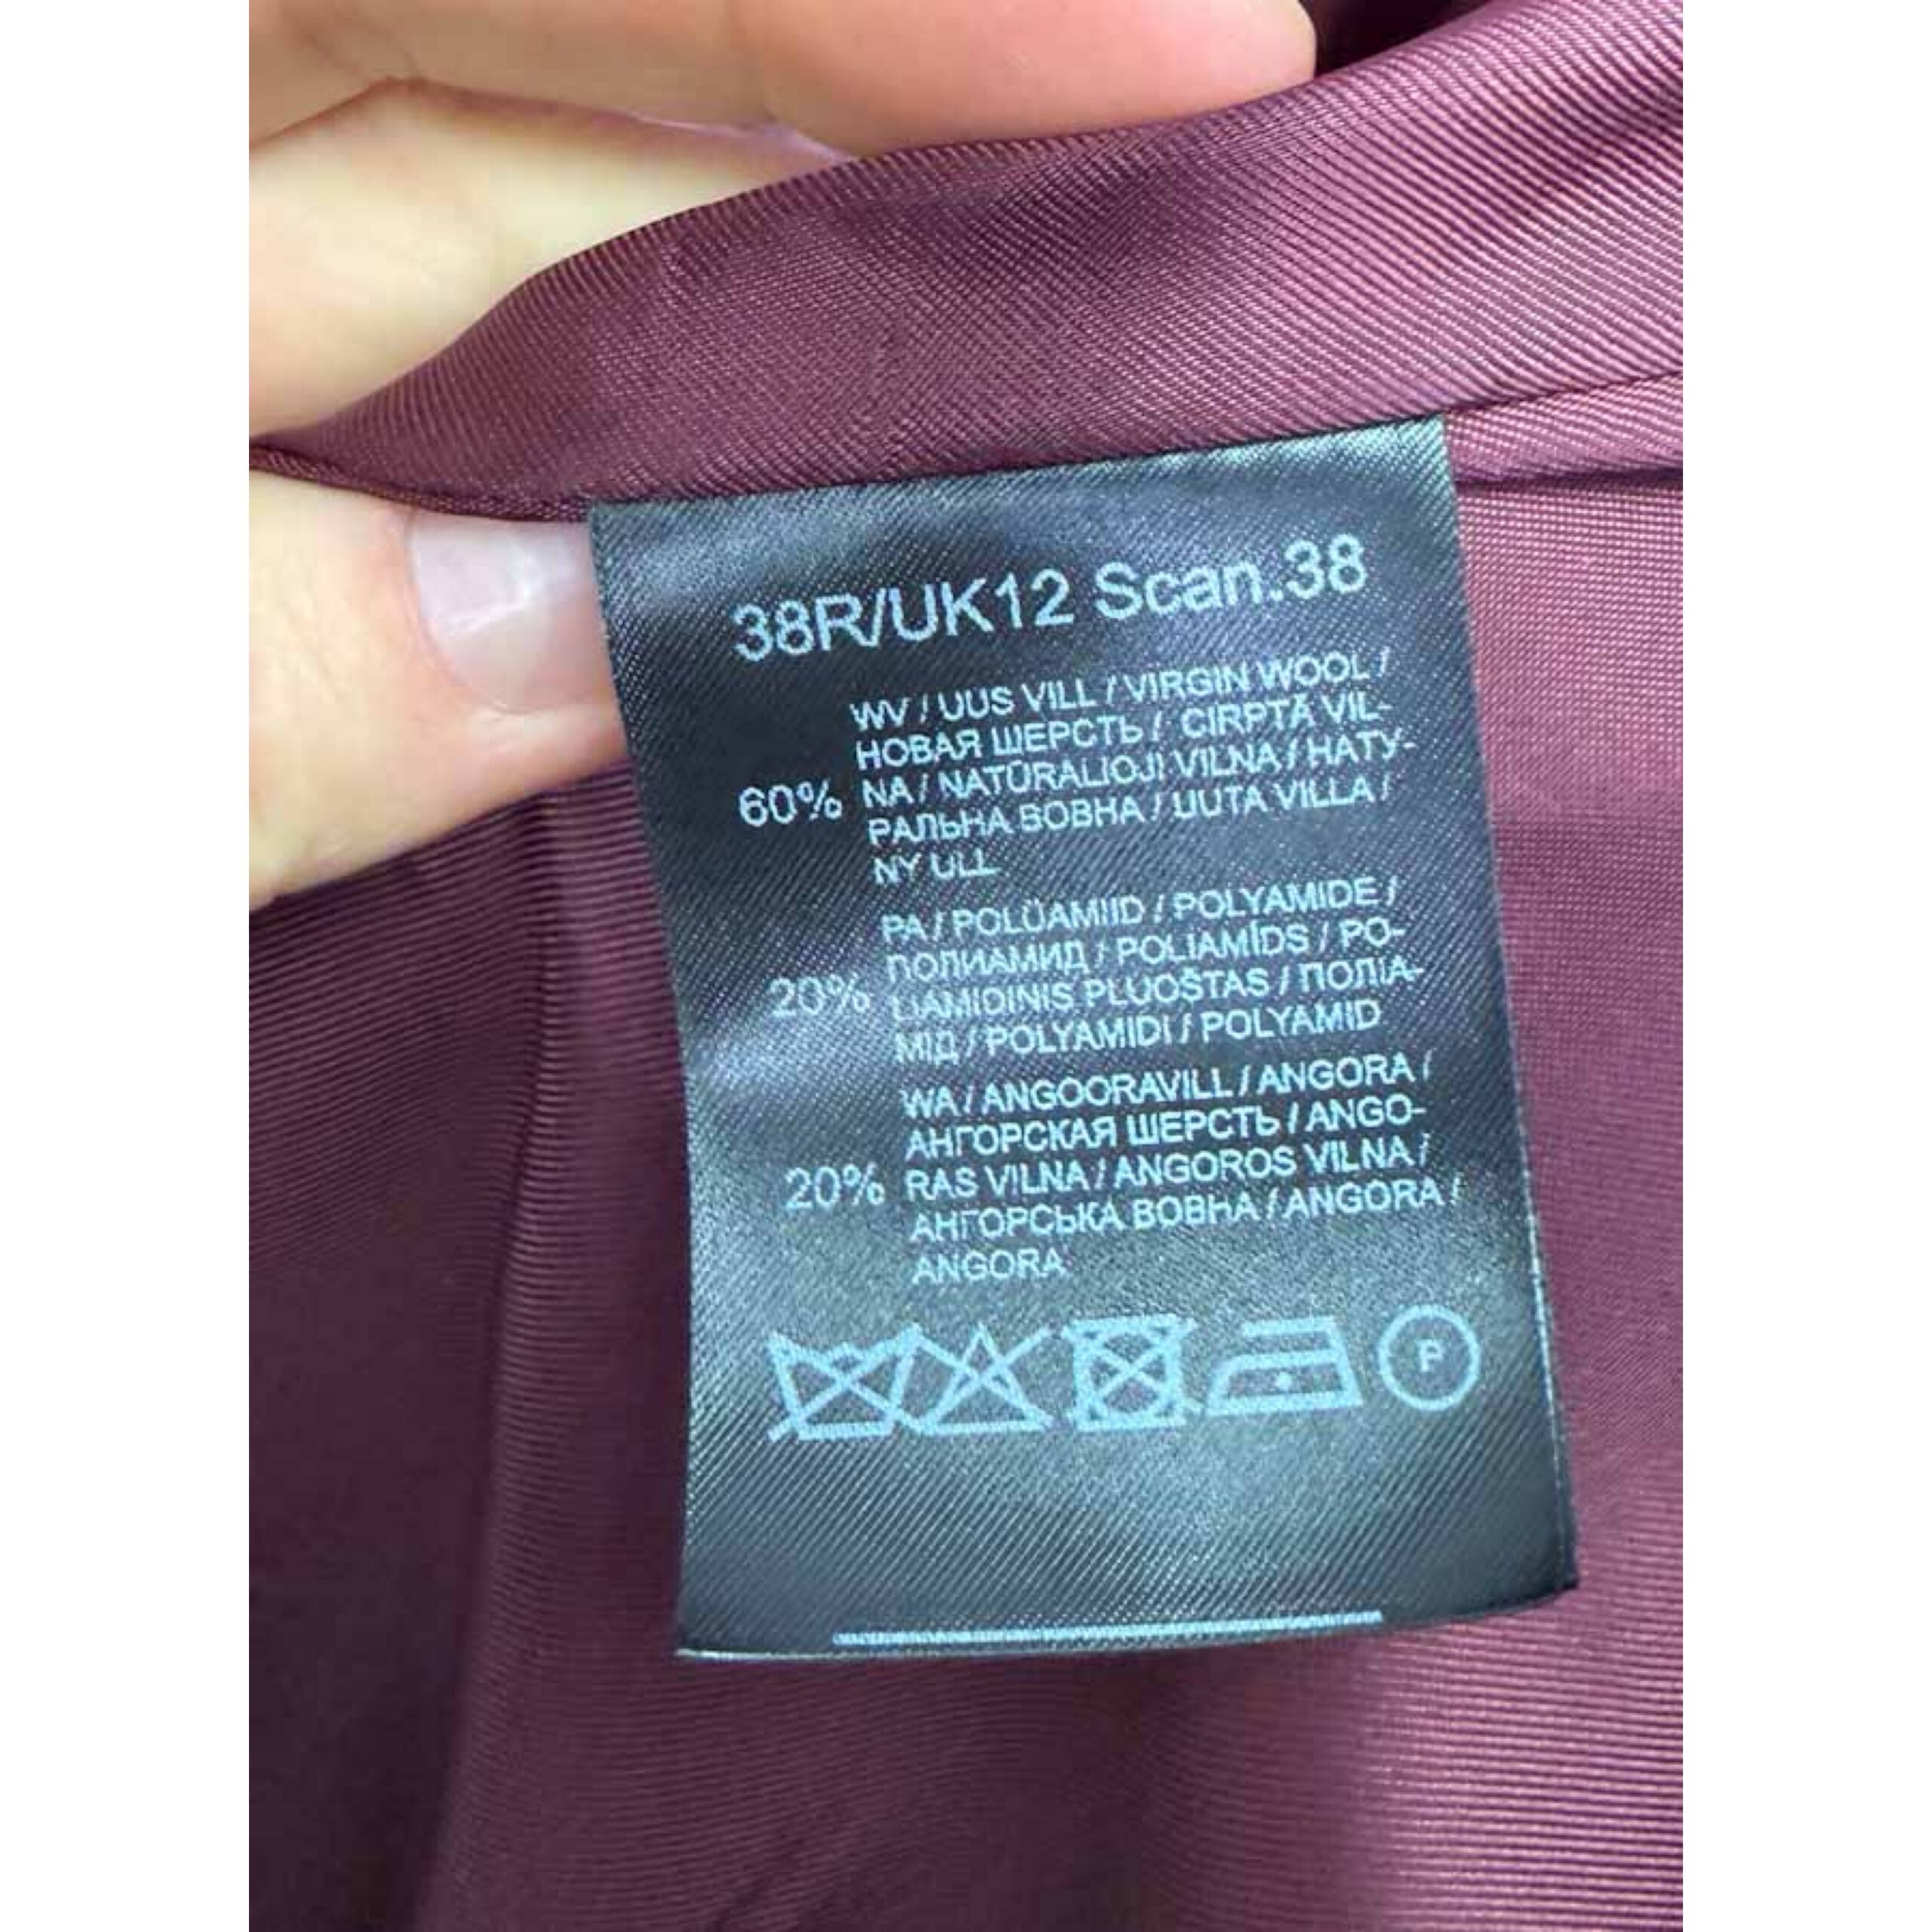 38R/UK12 Scan.38
WV / UUS VILL / VIRGIN WOOL /
НОВАЯ ШЕРСТЬ / CIRPTA VIL-
60% NA / NATŪRALIOJI VILNA / НАТУ-
РАЛЬНА ВОВНА / UUTA VILLA /
NY ULL
PA / POLÜAMIID / POLYAMIDE /
ПОЛИАМИД / POLIAMĪDS / PO-
20% LIAMIDINIS PLUOŠTAS / ПОЛІА-
МІД / POLYAMIDI / POLYAMID
WA / ANGOORAVILL / ANGORA /
АНГОРСКАЯ ШЕРСТЬ / ANGO-
20% RAS VILNA / ANGOROS VILNA /
АНГОРСЬКА ВОВНА / ANGORA /
ANGORA
P